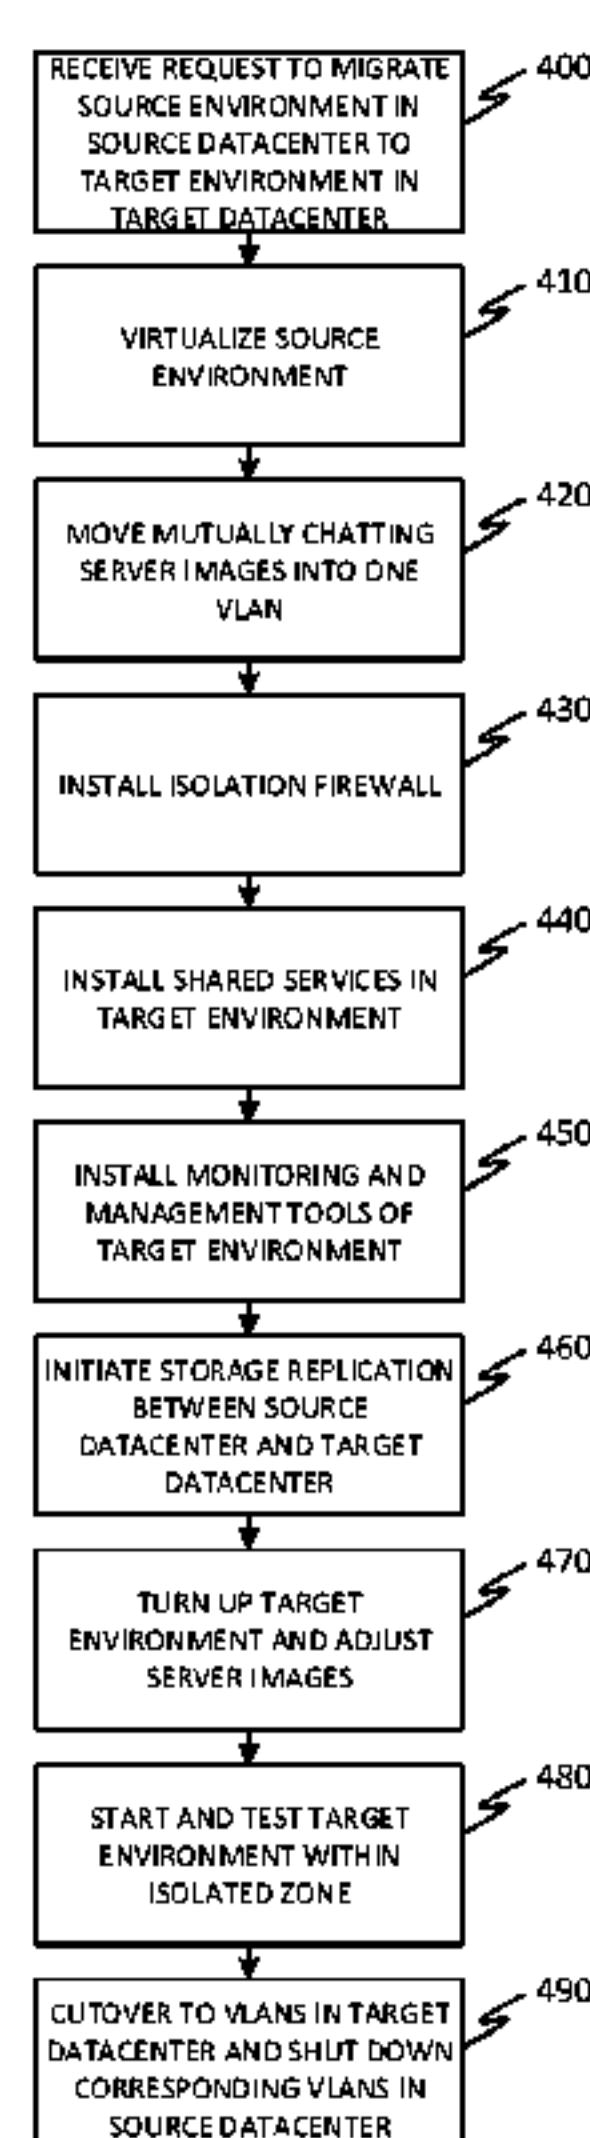 RECEIVE REQUEST TO MIGRATE
SOURCE ENVIRONMENT IN
SOURCE DATACENTER TO
TARGET ENVIRONMENT IN
TARGET DATACENTER
400
VIRTUALIZE SOURCE
ENVIRONMENT
410
MOVE MUTUALLY CHATTING
SERVER IMAGES INTO ONE
VLAN
420
INSTALL ISOLATION FIREWALL
430
INSTALL SHARED SERVICES IN
TARGET ENVIRONMENT
440
INSTALL MONITORING AND
MANAGEMENT TOOLS OF
TARGET ENVIRONMENT
450
INITIATE STORAGE REPLICATION
BETWEEN SOURCE
DATACENTER AND TARGET
DATACENTER
460
TURN UP TARGET
ENVIRONMENT AND ADJUST
SERVER IMAGES
470
START AND TEST TARGET
ENVIRONMENT WITHIN
ISOLATED ZONE
480
CUTOVER TO VLANS IN TARGET
DATACENTER AND SHUT DOWN
CORRESPONDING VLANS IN
SOURCE DATACENTER
490